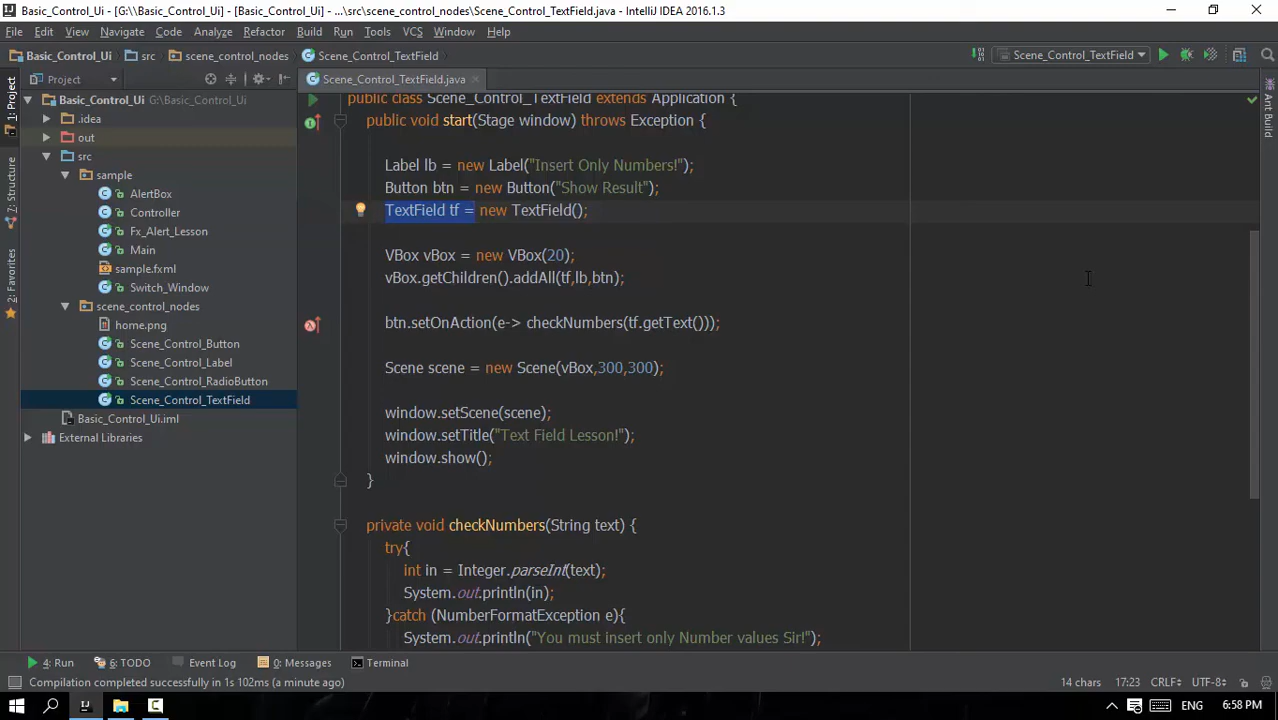 Basic_Control_Ui - [G:\\Basic_Control_Ui] - [Basic_Control_Ui] - ...\src\scene_control_nodes\Scene_Control_TextField.java - IntelliJ IDEA 2016.1.3
File Edit View Navigate Code Analyze Refactor Build Run Tools VCS Window Help
Basic_Control_Ui src scene_control_nodes Scene_Control_TextField Scene_Control_TextField
Project
Scene_Control_TextField.java
1: Project
7: Structure
2: Favorites
Ant Build
Basic_Control_Ui G:\Basic_Control_Ui
.idea
out
src
sample
AlertBox
Controller
Fx_Alert_Lesson
Main
sample.fxml
Switch_Window
scene_control_nodes
home.png
Scene_Control_Button
Scene_Control_Label
Scene_Control_RadioButton
Scene_Control_TextField
Basic_Control_Ui.iml
External Libraries
public class Scene_Control_TextField extends Application {
public void start(Stage window) throws Exception {
Label lb = new Label("Insert Only Numbers!");
Button btn = new Button("Show Result");
TextField tf = new TextField();
VBox vBox = new VBox(20);
vBox.getChildren().addAll(tf,lb,btn);
btn.setOnAction(e-> checkNumbers(tf.getText()));
Scene scene = new Scene(vBox,300,300);
window.setScene(scene);
window.setTitle("Text Field Lesson!");
window.show();
}
private void checkNumbers(String text) {
try{
int in = Integer.parseInt(text);
System.out.println(in);
}catch (NumberFormatException e){
System.out.println("You must insert only Number values Sir!");
4: Run 6: TODO Event Log 0: Messages Terminal
Compilation completed successfully in 1s 102ms (a minute ago) 14 chars 17:23 CRLF UTF-8
ENG 6:58 PM